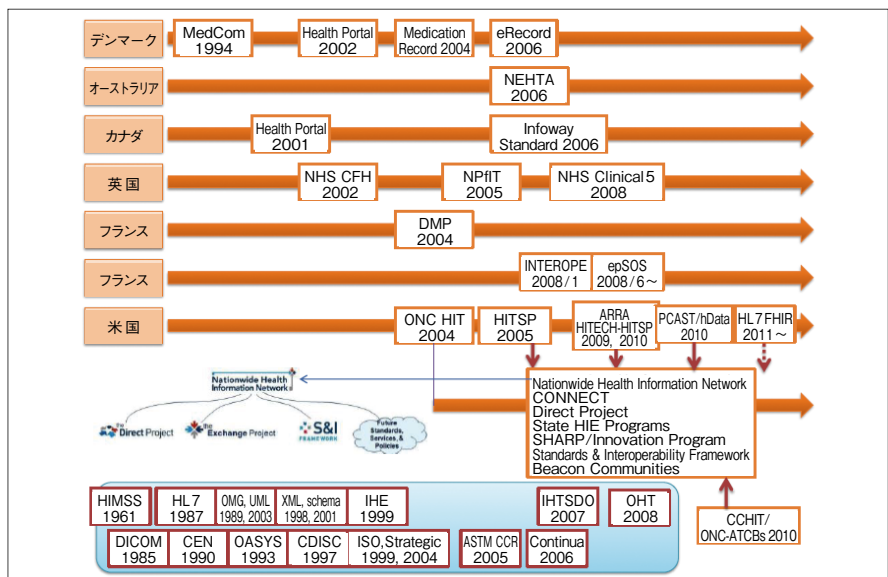 デンマーク
MedCom
1994
Health Portal
2002
Medication
Record 2004
eRecord
2006
オーストラリア
NEHTA
2006
カナダ
Health Portal
2001
Infoway
Standard 2006
英国
NHS CFH
2002
NPfIT
2005
NHS Clinical 5
2008
フランス
DMP
2004
フランス
INTEROPE
2008/1
epSOS
2008/6～
米国
ONC HIT
2004
HITSP
2005
ARRA
HITECH-HITSP
2009, 2010
PCAST/hData
2010
HL7 FHIR
2011～
Nationwide Health
Information Network
the
Direct Project
the
Exchange Project
S&I
FRAMEWORK
Future
Standards,
Services, &
Policies
Nationwide Health Information Network
CONNECT
Direct Project
State HIE Programs
SHARP/Innovation Program
Standards & Interoperability Framework
Beacon Communities
HIMSS
1961
HL7
1987
OMG, UML
1989, 2003
XML, schema
1998, 2001
IHE
1999
IHTSDO
2007
OHT
2008
DICOM
1985
CEN
1990
OASYS
1993
CDISC
1997
ISO,Strategic
1999, 2004
ASTM CCR
2005
Continua
2006
CCHIT/
ONC-ATCBs 2010